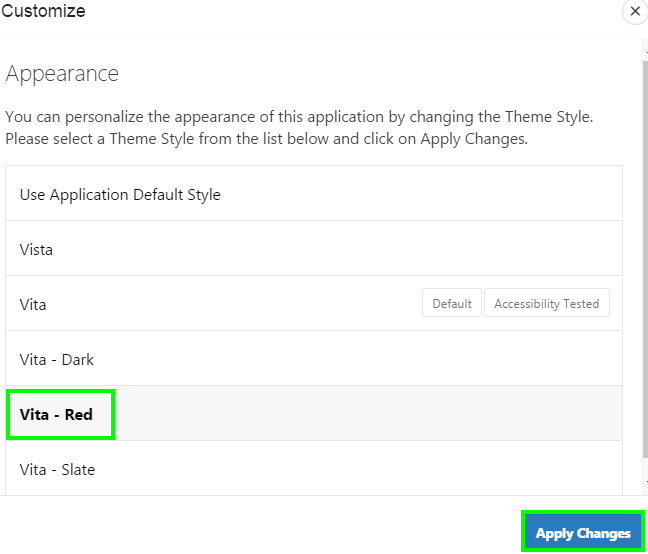 Customize
Appearance
You can personalize the appearance of this application by changing the Theme Style.
Please select a Theme Style from the list below and click on Apply Changes.
Use Application Default Style
Vista
Vita Default Accessibility Tested
Vita - Dark
Vita - Red
Vita - Slate
Apply Changes